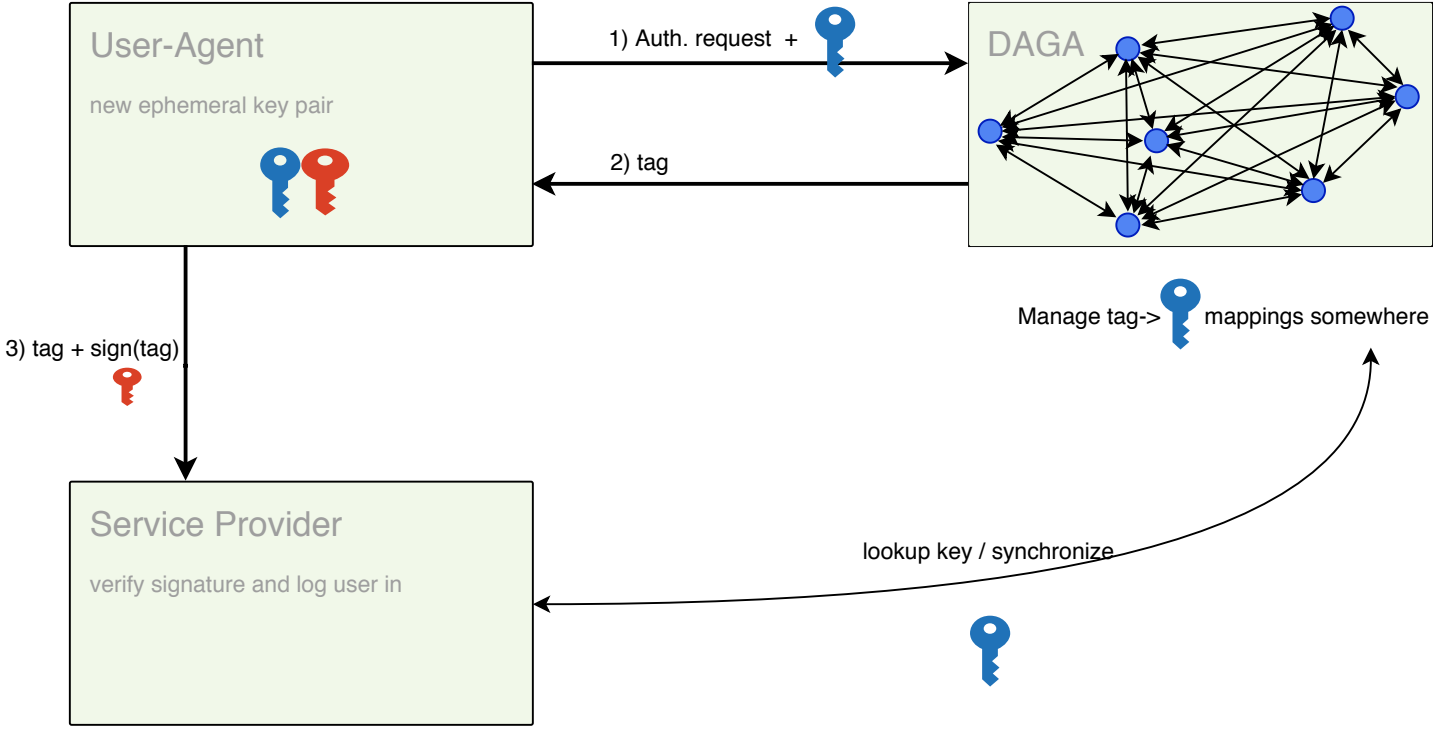 User-Agent
new ephemeral key pair
1) Auth. request +
DAGA
2) tag
Manage tag-> mappings somewhere
3) tag + sign(tag)
Service Provider
verify signature and log user in
lookup key / synchronize